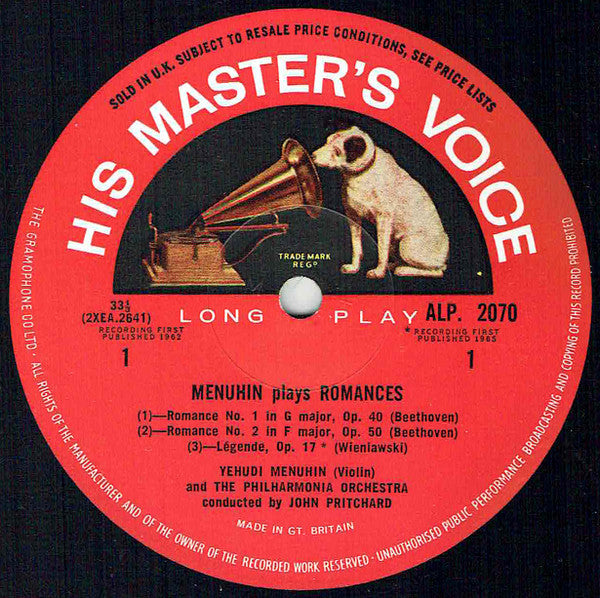 SOLD IN U.K. SUBJECT TO RESALE PRICE CONDITIONS, SEE PRICE LISTS
HIS MASTER'S VOICE
TRADE MARK
REGD
33⅓
(2XEA.2641)
RECORDING FIRST
PUBLISHED 1962
1
LONG PLAY
ALP. 2070
* RECORDING FIRST
PUBLISHED 1965
1
MENUHIN plays ROMANCES
(1)—Romance No. 1 in G major, Op. 40 (Beethoven)
(2)—Romance No. 2 in F major, Op. 50 (Beethoven)
(3)—Légende, Op. 17 * (Wieniawski)
YEHUDI MENUHIN (Violin)
and THE PHILHARMONIA ORCHESTRA
conducted by JOHN PRITCHARD
MADE IN GT. BRITAIN
THE GRAMOPHONE CO LTD · ALL RIGHTS OF THE MANUFACTURER AND OF THE OWNER OF THE RECORDED WORK RESERVED · UNAUTHORISED PUBLIC PERFORMANCE BROADCASTING AND COPYING OF THIS RECORD PROHIBITED